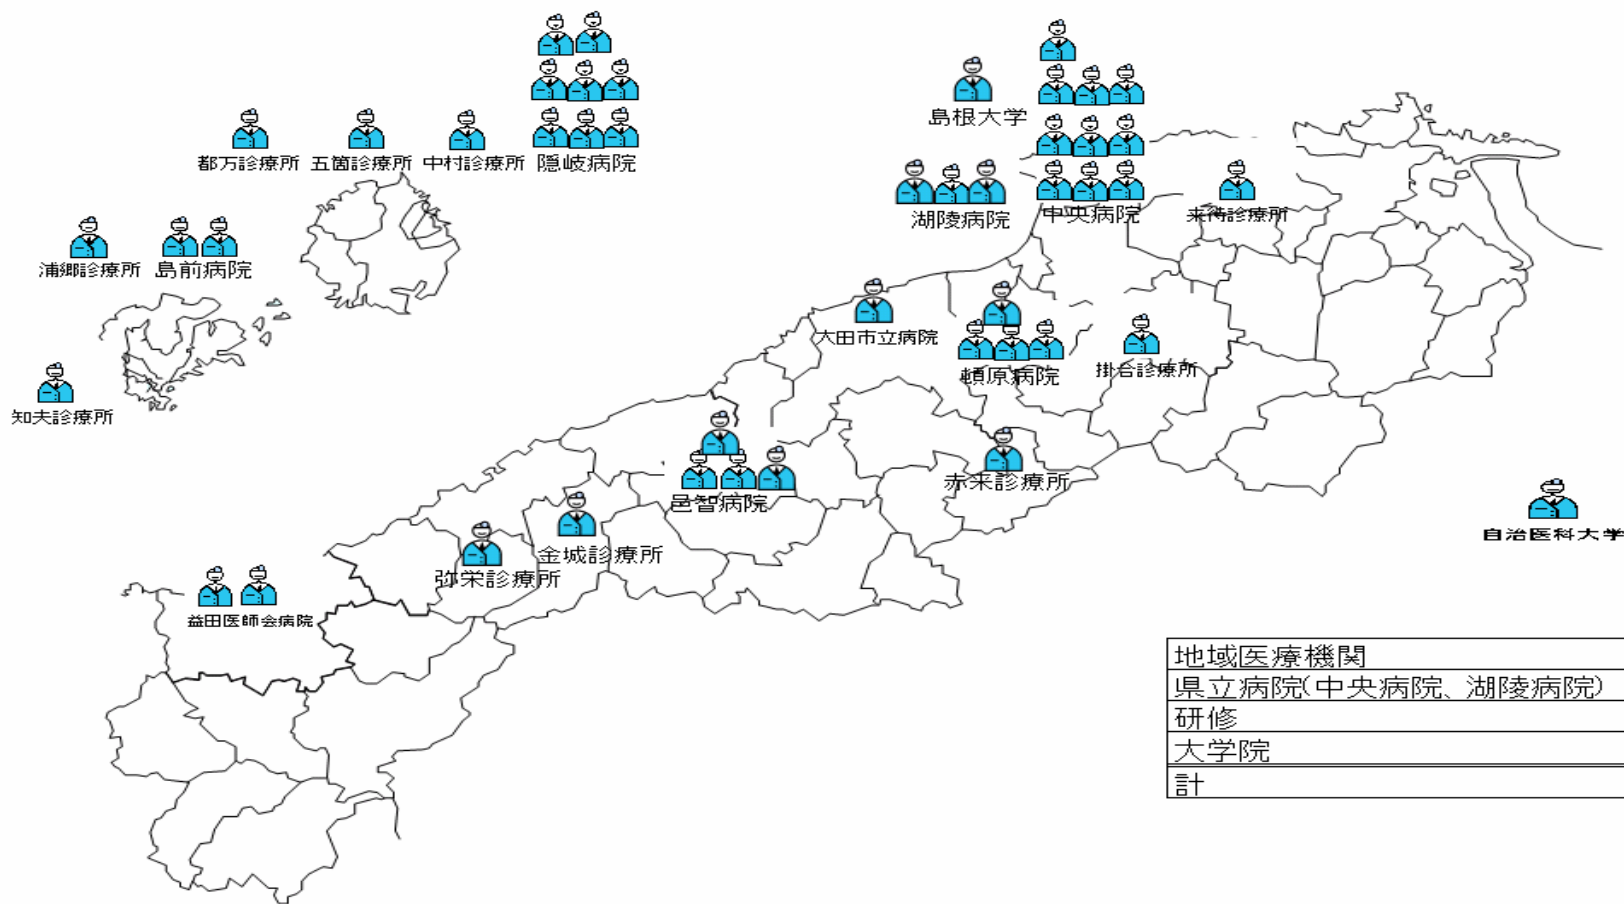 島根大学
都万診療所
五箇診療所
中村診療所
隠岐病院
湖陵病院
中央病院
来待診療所
浦郷診療所
島前病院
大田市立病院
頓原病院
掛合診療所
知夫診療所
赤来診療所
邑智病院
自治医科大学
金城診療所
弥栄診療所
益田医師会病院
地域医療機関
県立病院(中央病院、湖陵病院)
研修
大学院
計